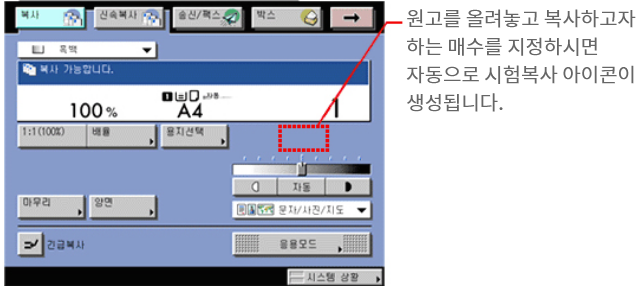 복사
신속복사
송신/팩스
박스
흑백
복사 가능합니다.
100 %
A4
자동
1
1:1(100%)
배율
용지선택
자동
마무리
양면
문자/사진/지도
긴급복사
응용모드
시스템 상황
원고를 올려놓고 복사하고자
하는 매수를 지정하시면
자동으로 시험복사 아이콘이
생성됩니다.